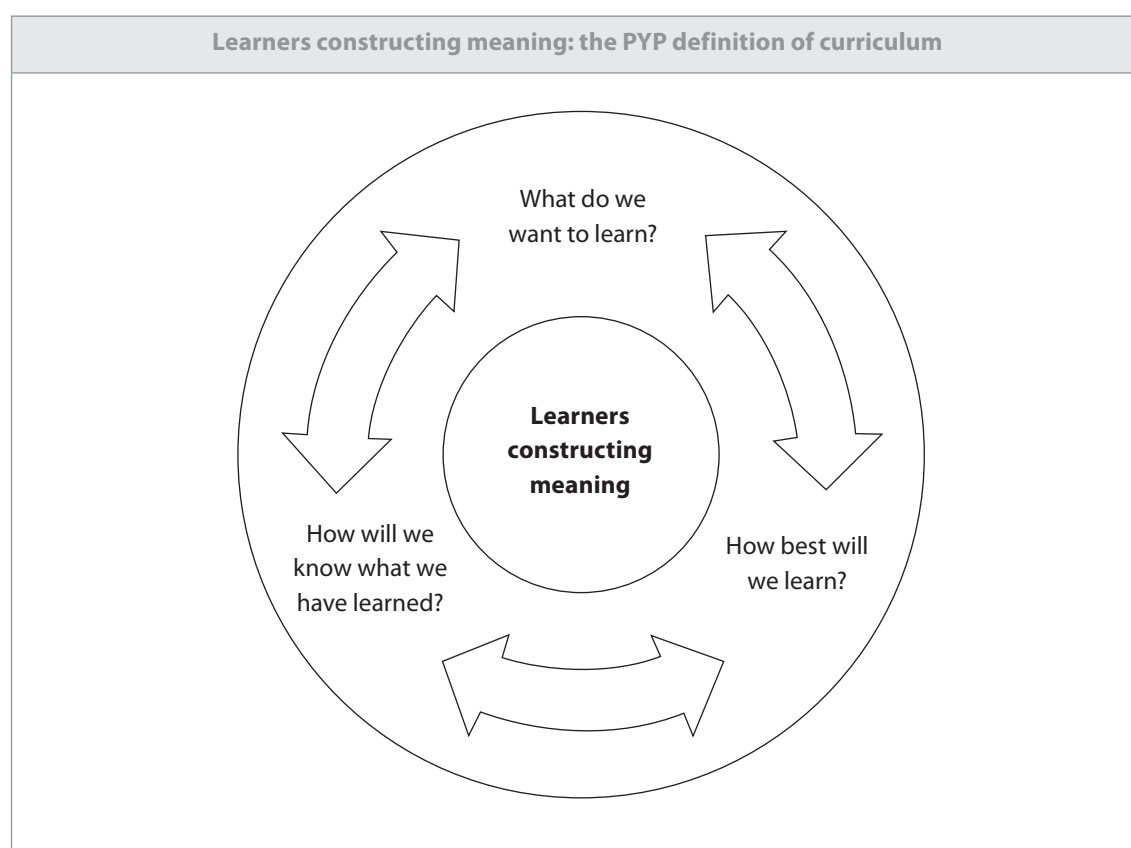 Learners constructing meaning: the PYP definition of curriculum
What do we
want to learn?
Learners
constructing
meaning
How will we
know what we
have learned?
How best will
we learn?